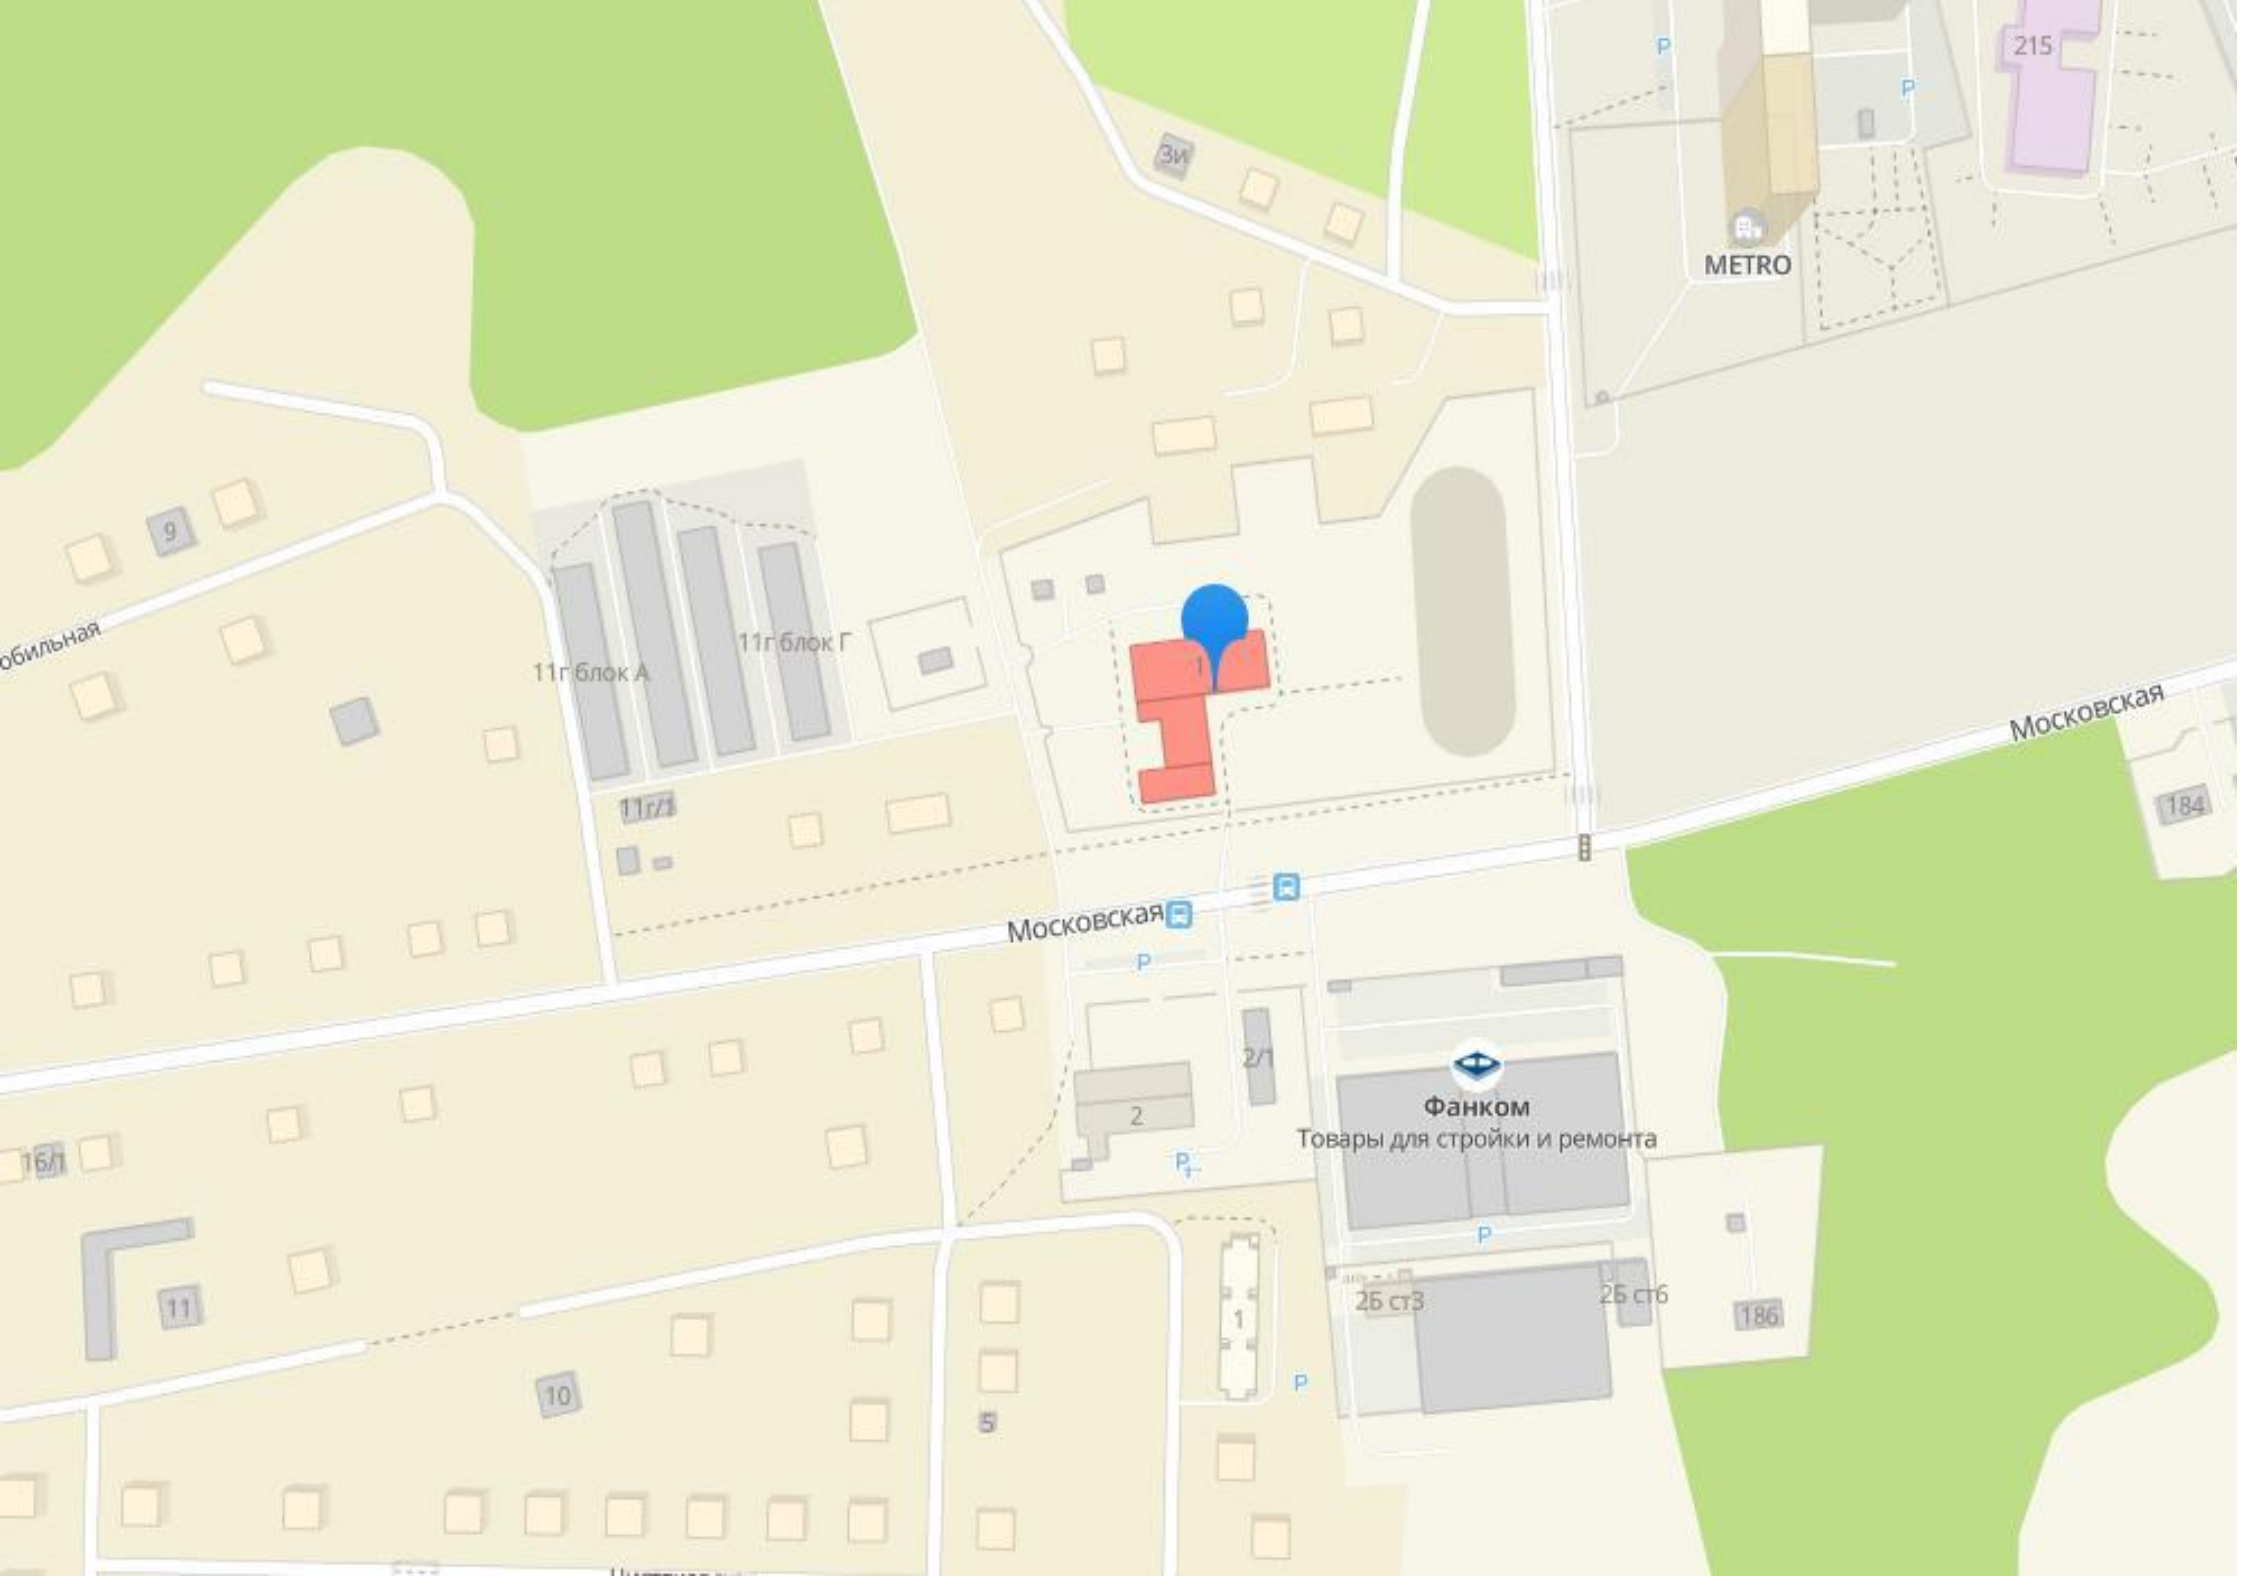 P
215
P
3и
METRO
9
обильная
11г блок Г
11г блок А
1
Московская
11г/1
184
Московская
P
2/1
Фанком
2
Товары для стройки и ремонта
16/1
P
P
2Б ст3
2Б ст6
11
186
1
P
10
5